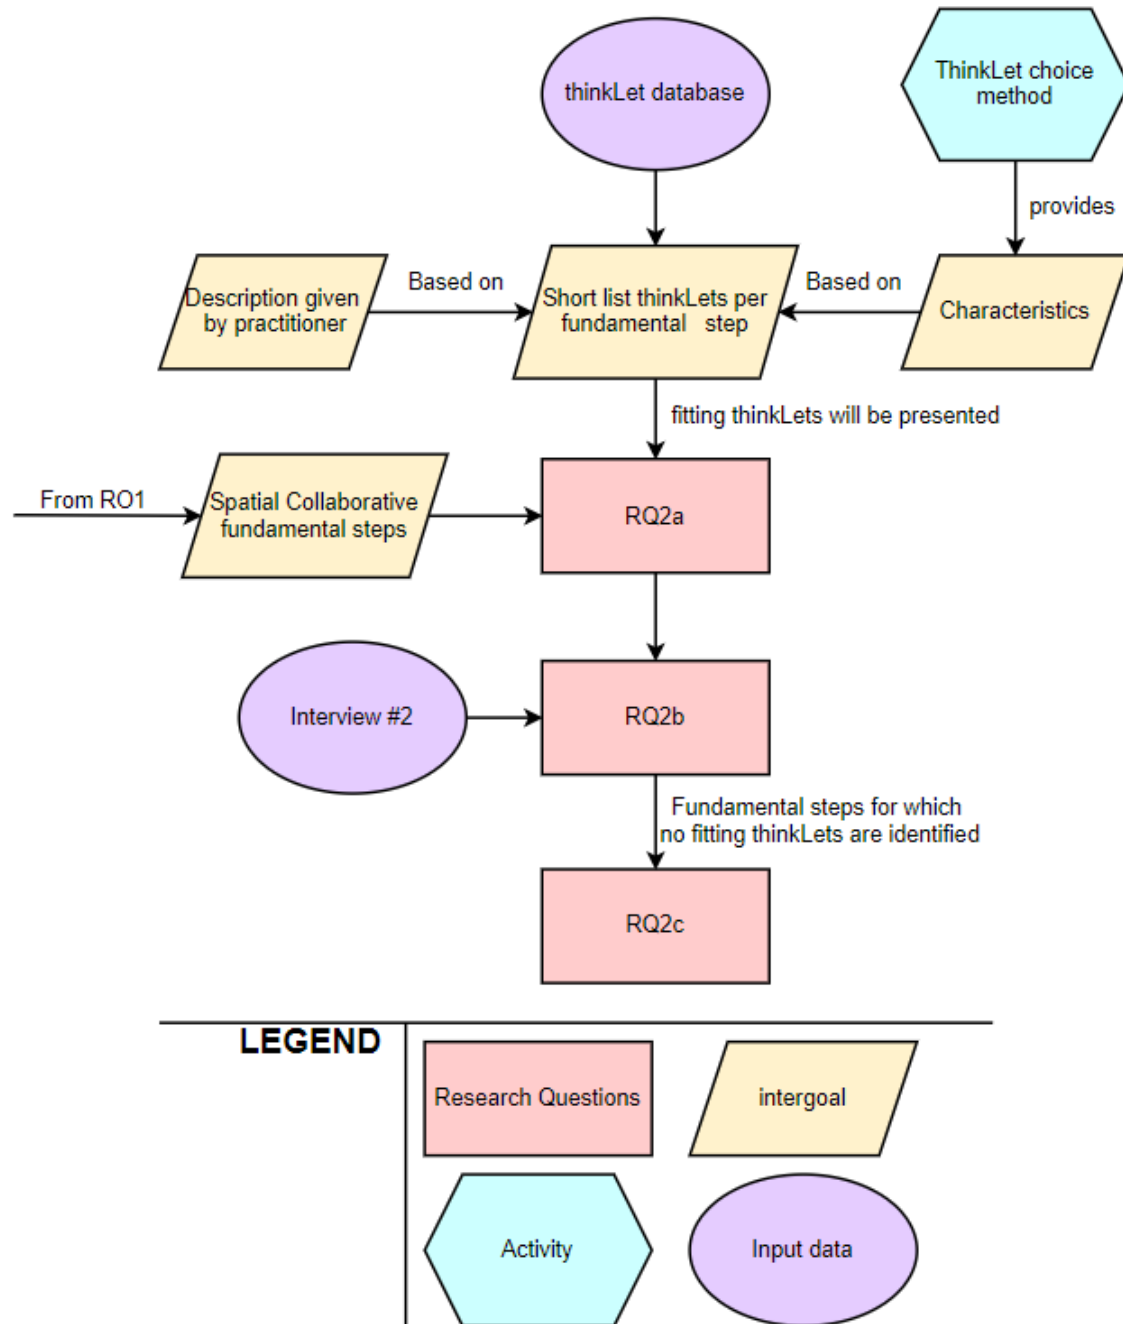 thinkLet database
ThinkLet choice
method
provides
Description given
by practitioner
Based on
Short list thinkLets per
fundamental step
Based on
Characteristics
fitting thinkLets will be presented
From RO1
Spatial Collaborative
fundamental steps
RQ2a
Interview #2
RQ2b
Fundamental steps for which
no fitting thinkLets are identified
RQ2c
LEGEND
Research Questions
intergoal
Activity
Input data